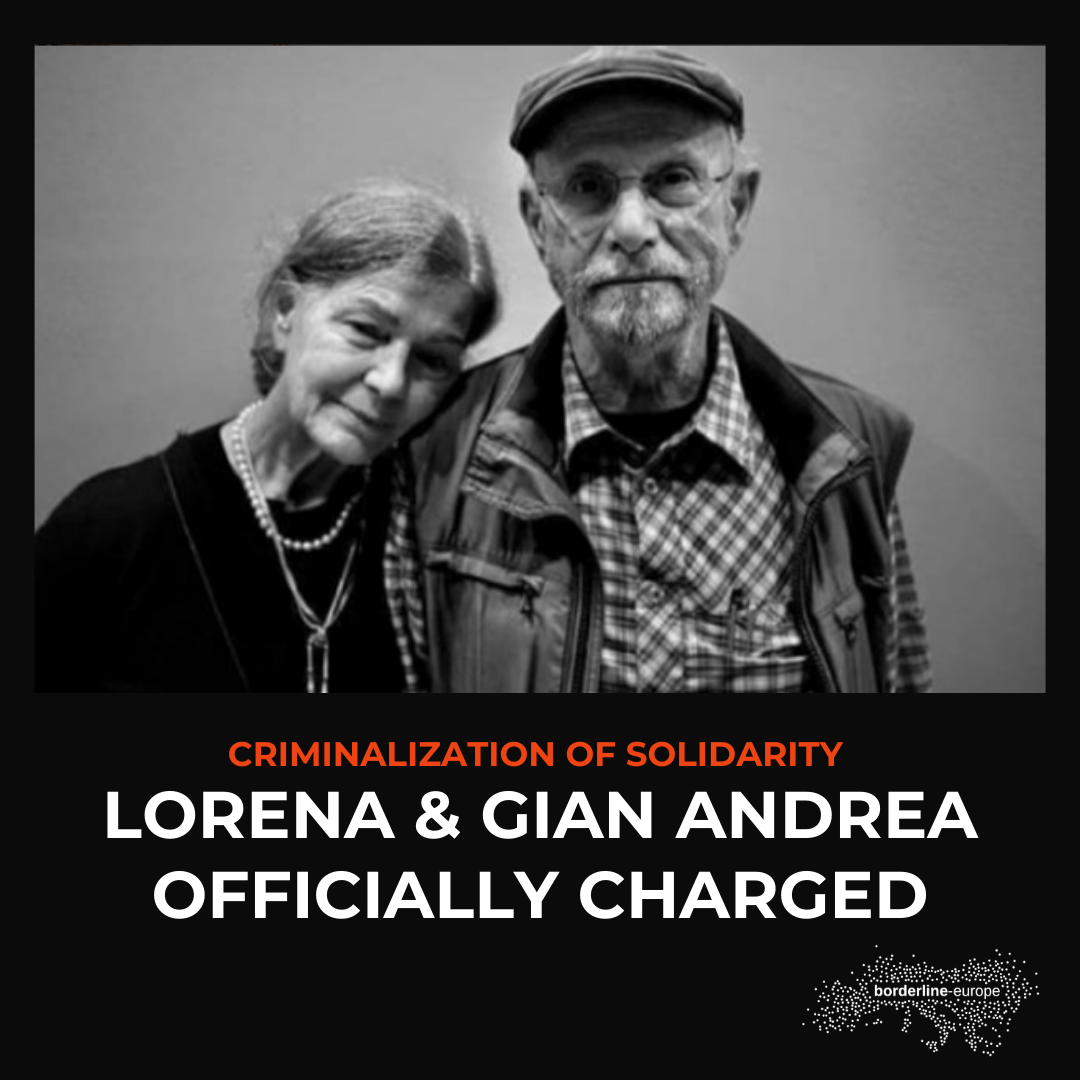 CRIMINALIZATION OF SOLIDARITY
LORENA & GIAN ANDREA
OFFICIALLY CHARGED
borderline-europe